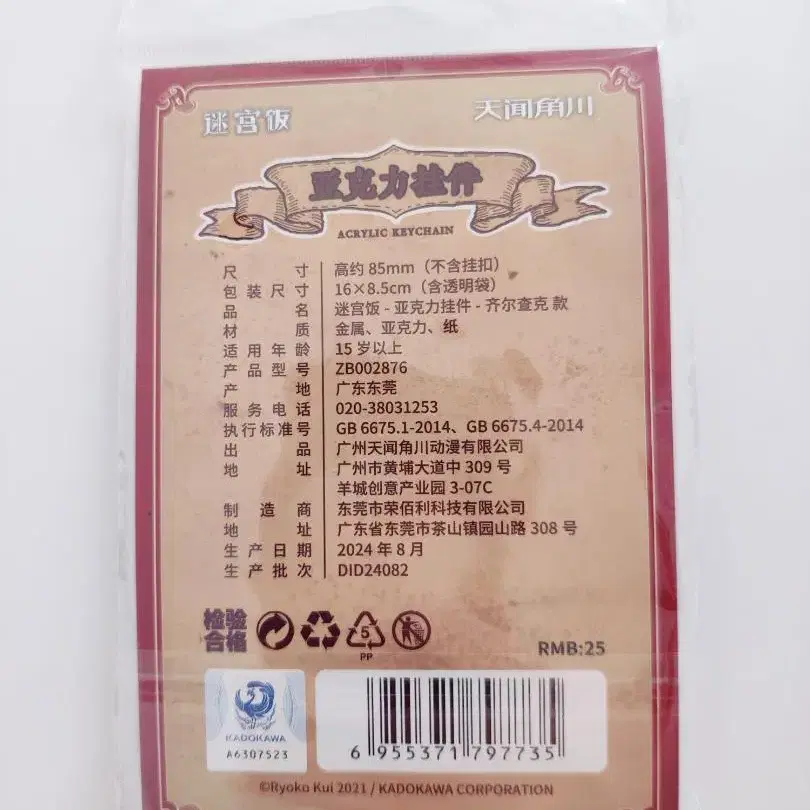 迷宫饭
天闻角川
亚克力挂件
ACRYLIC KEYCHAIN
尺寸 高约 85mm（不含挂扣）
包装尺寸 16×8.5cm（含透明袋）
品名 迷宫饭 - 亚克力挂件 - 齐尔查克 款
材质 金属、亚克力、纸
适用年龄 15 岁以上
产品型号 ZB002876
产地 广东东莞
服务电话 020-38031253
执行标准号 GB 6675.1-2014、GB 6675.4-2014
出品 广州天闻角川动漫有限公司
地址 广州市黄埔大道中 309 号
羊城创意产业园 3-07C
制造商 东莞市荣佰利科技有限公司
地址 广东省东莞市茶山镇园山路 308 号
生产日期 2024 年 8 月
生产批次 DID24082
检验
合格
5
PP
RMB:25
KADOKAWA
A6307523
6 955371 797735
©Ryoko Kui 2021 / KADOKAWA CORPORATION